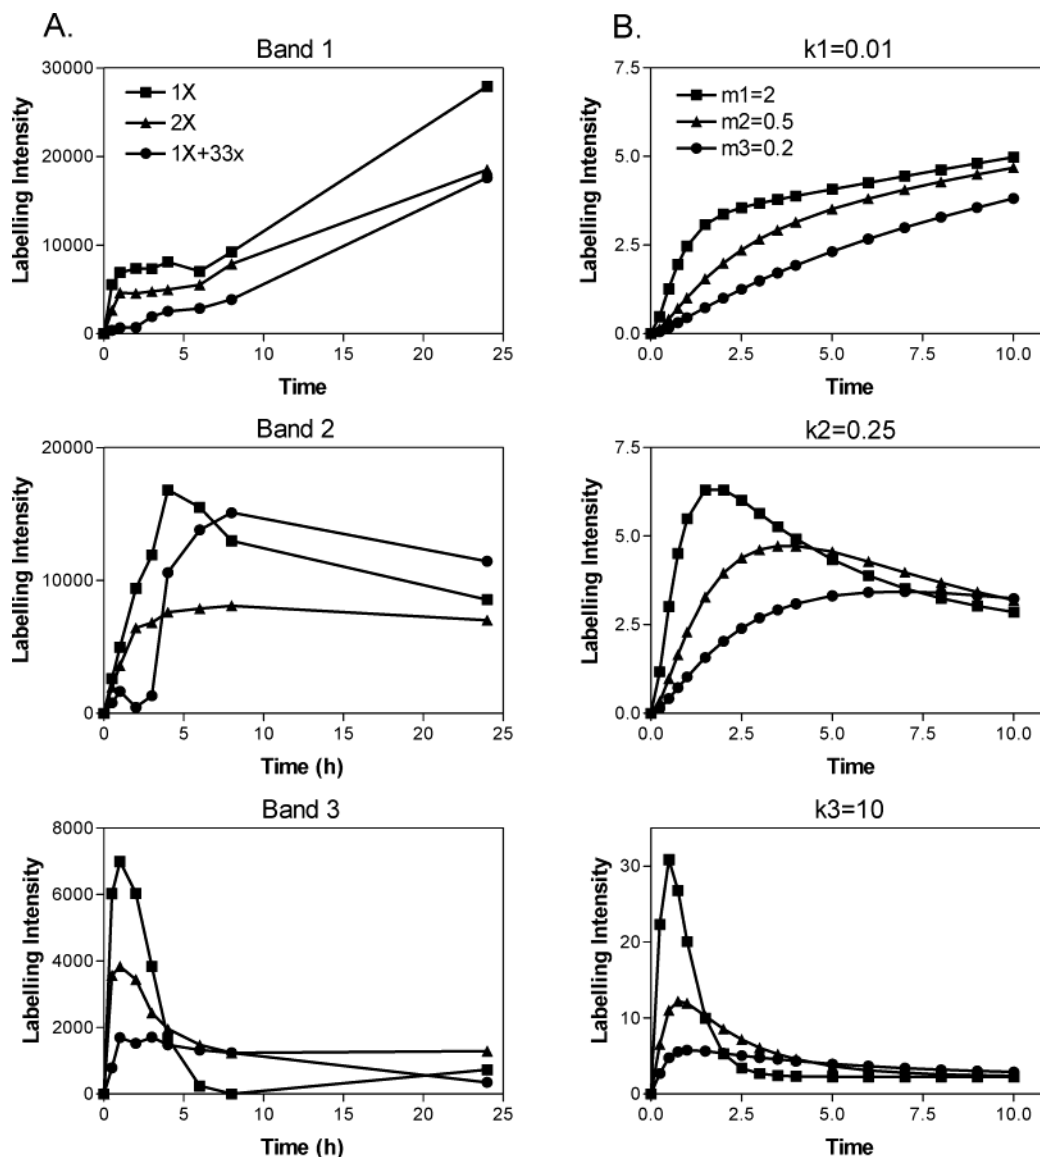 A.
Band 1
Labelling Intensity
30000
20000
10000
0
1X
2X
1X+33x
0 5 10 15 20 25
Time
Band 2
Labelling Intensity
20000
10000
0
0 5 10 15 20 25
Time (h)
Band 3
Labelling Intensity
8000
6000
4000
2000
0
0 5 10 15 20 25
Time (h)
B.
k1=0.01
Labelling Intensity
7.5
5.0
2.5
0.0
m1=2
m2=0.5
m3=0.2
0.0 2.5 5.0 7.5 10.0
Time
k2=0.25
Labelling Intensity
7.5
5.0
2.5
0.0
0.0 2.5 5.0 7.5 10.0
Time
k3=10
Labelling Intensity
30
20
10
0
0.0 2.5 5.0 7.5 10.0
Time